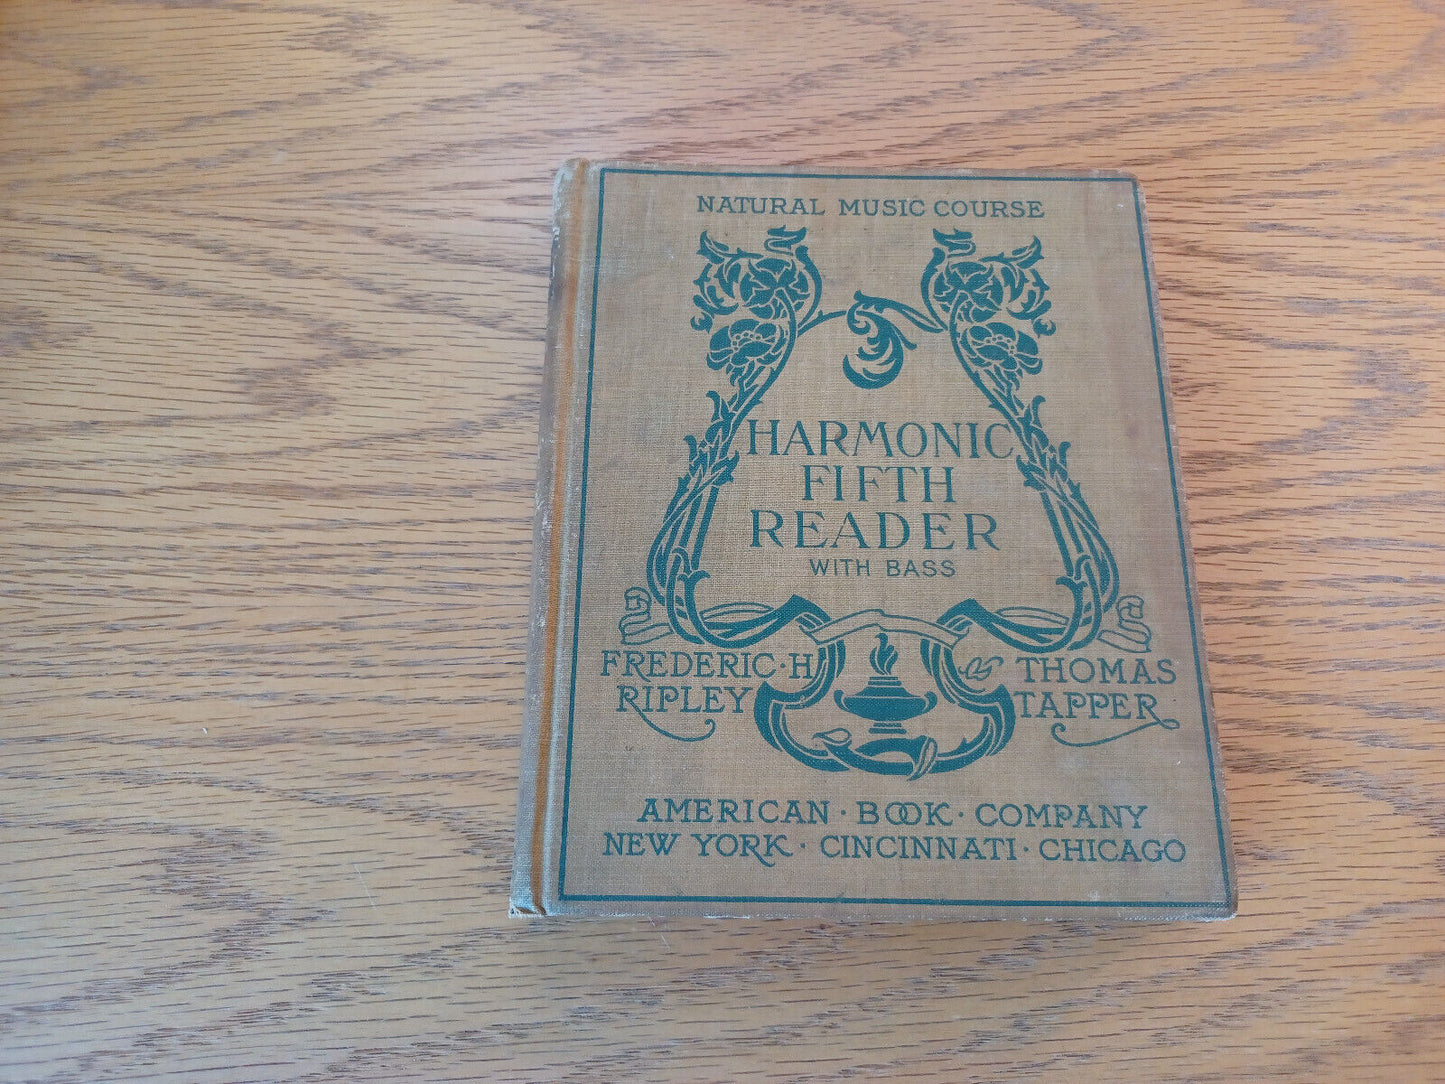 NATURAL MUSIC COURSE
HARMONIC
FIFTH
READER
WITH BASS
FREDERIC·H
RIPLEY
&
THOMAS
TAPPER
AMERICAN · BOOK · COMPANY
NEW YORK · CINCINNATI · CHICAGO